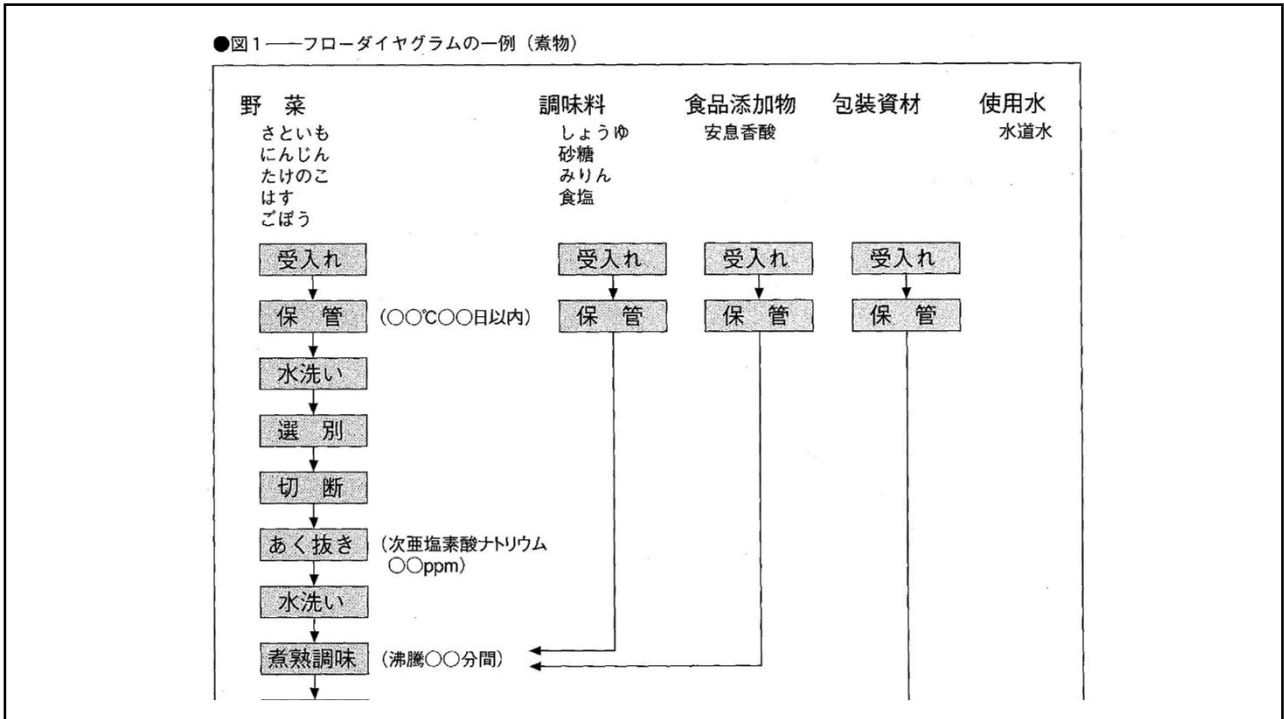 ●図1──フローダイヤグラムの一例（煮物）
野　菜
さといも
にんじん
たけのこ
はす
ごぼう
調味料
しょうゆ
砂糖
みりん
食塩
食品添加物
安息香酸
包装資材
使用水
水道水
受入れ
受入れ
受入れ
受入れ
保　管
（○○℃○○日以内）
保　管
保　管
保　管
水洗い
選　別
切　断
あく抜き
（次亜塩素酸ナトリウム
○○ppm）
水洗い
煮熟調味
（沸騰○○分間）